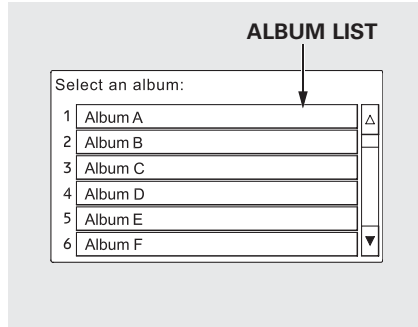 ALBUM LIST
Select an album:
1 Album A
2 Album B
3 Album C
4 Album D
5 Album E
6 Album F